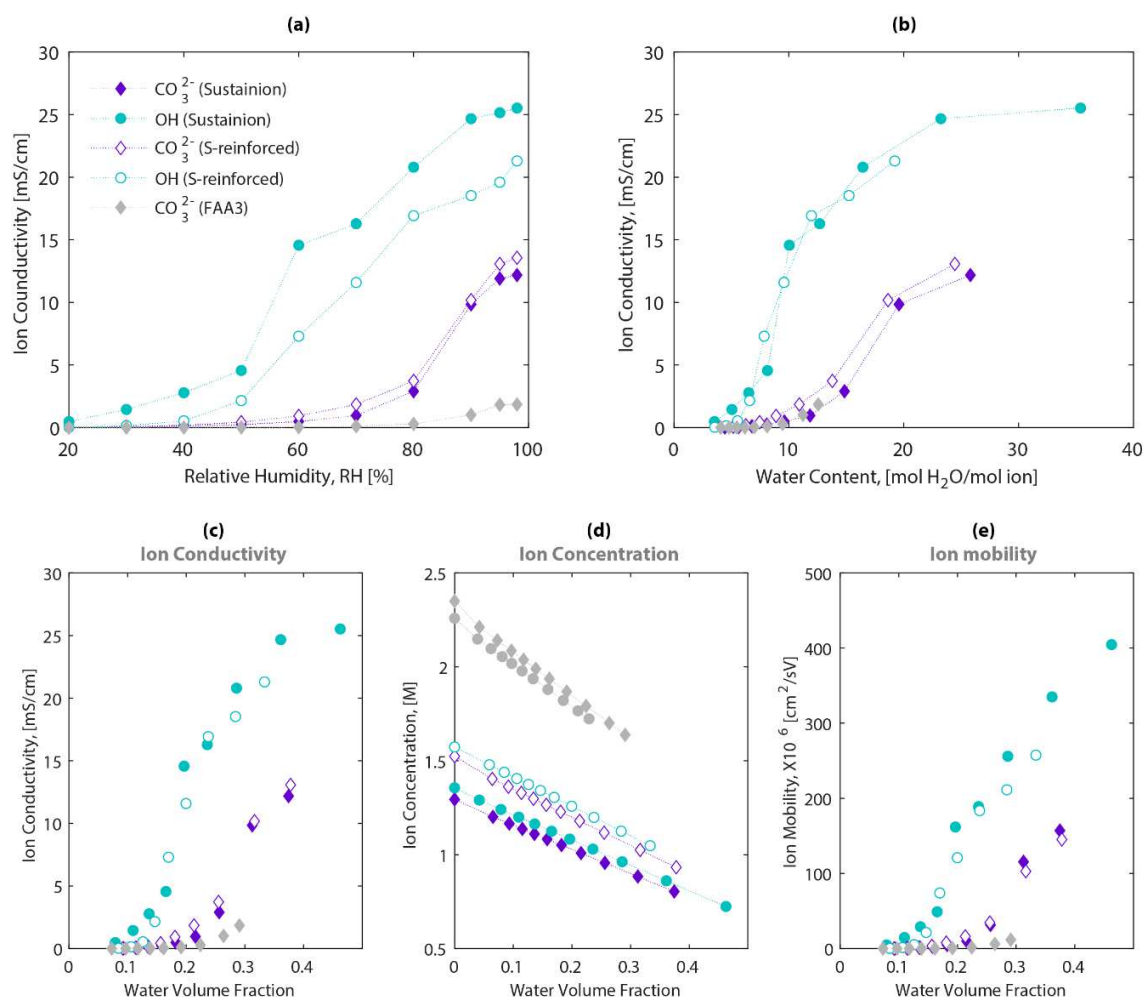 (a)
Ion Counductivity [mS/cm]
30
25
20
15
10
5
0
CO3^2- (Sustainion)
OH (Sustainion)
CO3^2- (S-reinforced)
OH (S-reinforced)
CO3^2- (FAA3)
20
40
60
80
100
Relative Humidity, RH [%]
(b)
Ion Conductivity, [mS/cm]
30
25
20
15
10
5
0
0
10
20
30
40
Water Content, [mol H2O/mol ion]
(c)
Ion Conductivity
Ion Conductivity, [mS/cm]
30
25
20
15
10
5
0
0
0.1
0.2
0.3
0.4
Water Volume Fraction
(d)
Ion Concentration
Ion Concentration, [M]
2.5
2
1.5
1
0.5
0
0.1
0.2
0.3
0.4
Water Volume Fraction
(e)
Ion mobility
Ion Mobility, X10^6 [cm^2/sV]
500
400
300
200
100
0
0
0.1
0.2
0.3
0.4
Water Volume Fraction